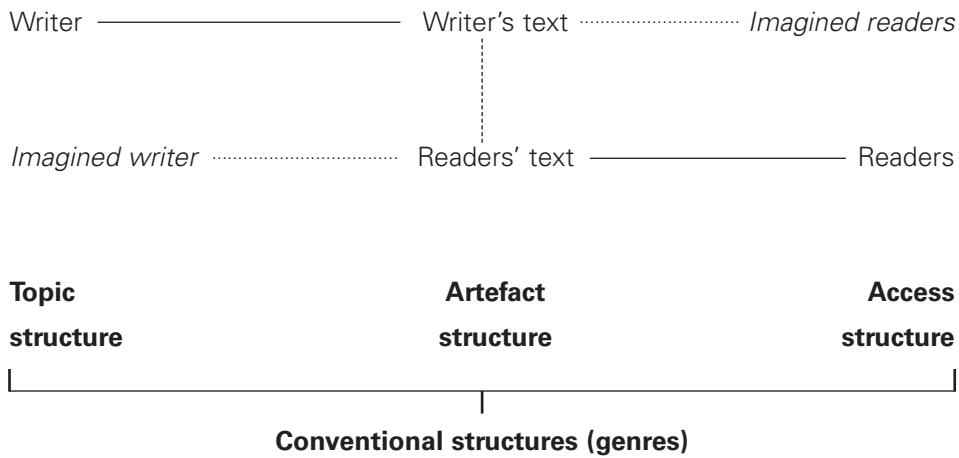 Writer Writer's text Imagined readers
Imagined writer Readers' text Readers
Topic Artefact Access
structure structure structure
Conventional structures (genres)